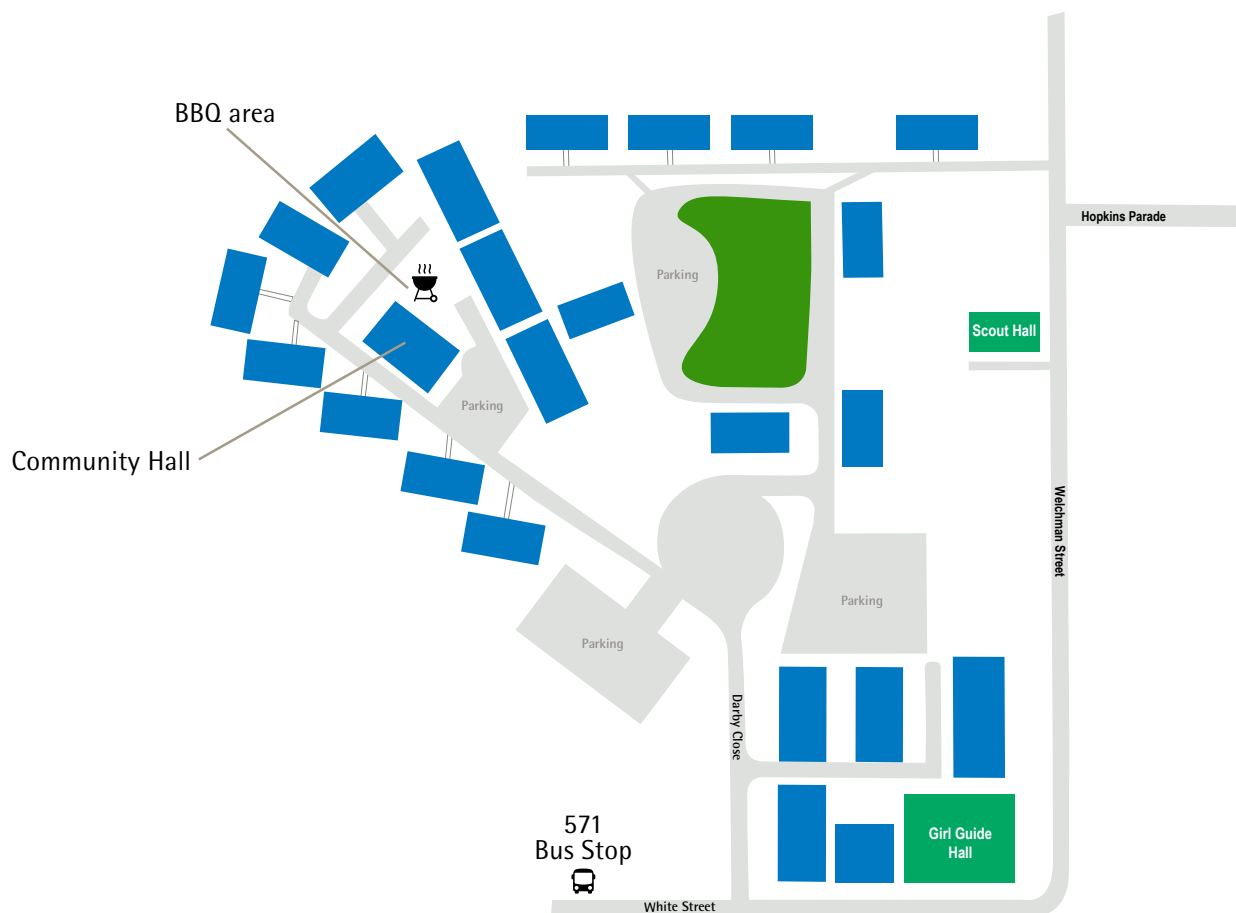 BBQ area
Hopkins Parade
Parking
Scout Hall
Parking
Community Hall
Welchman Street
Parking
Parking
Darby Close
571
Bus Stop
Girl Guide
Hall
White Street